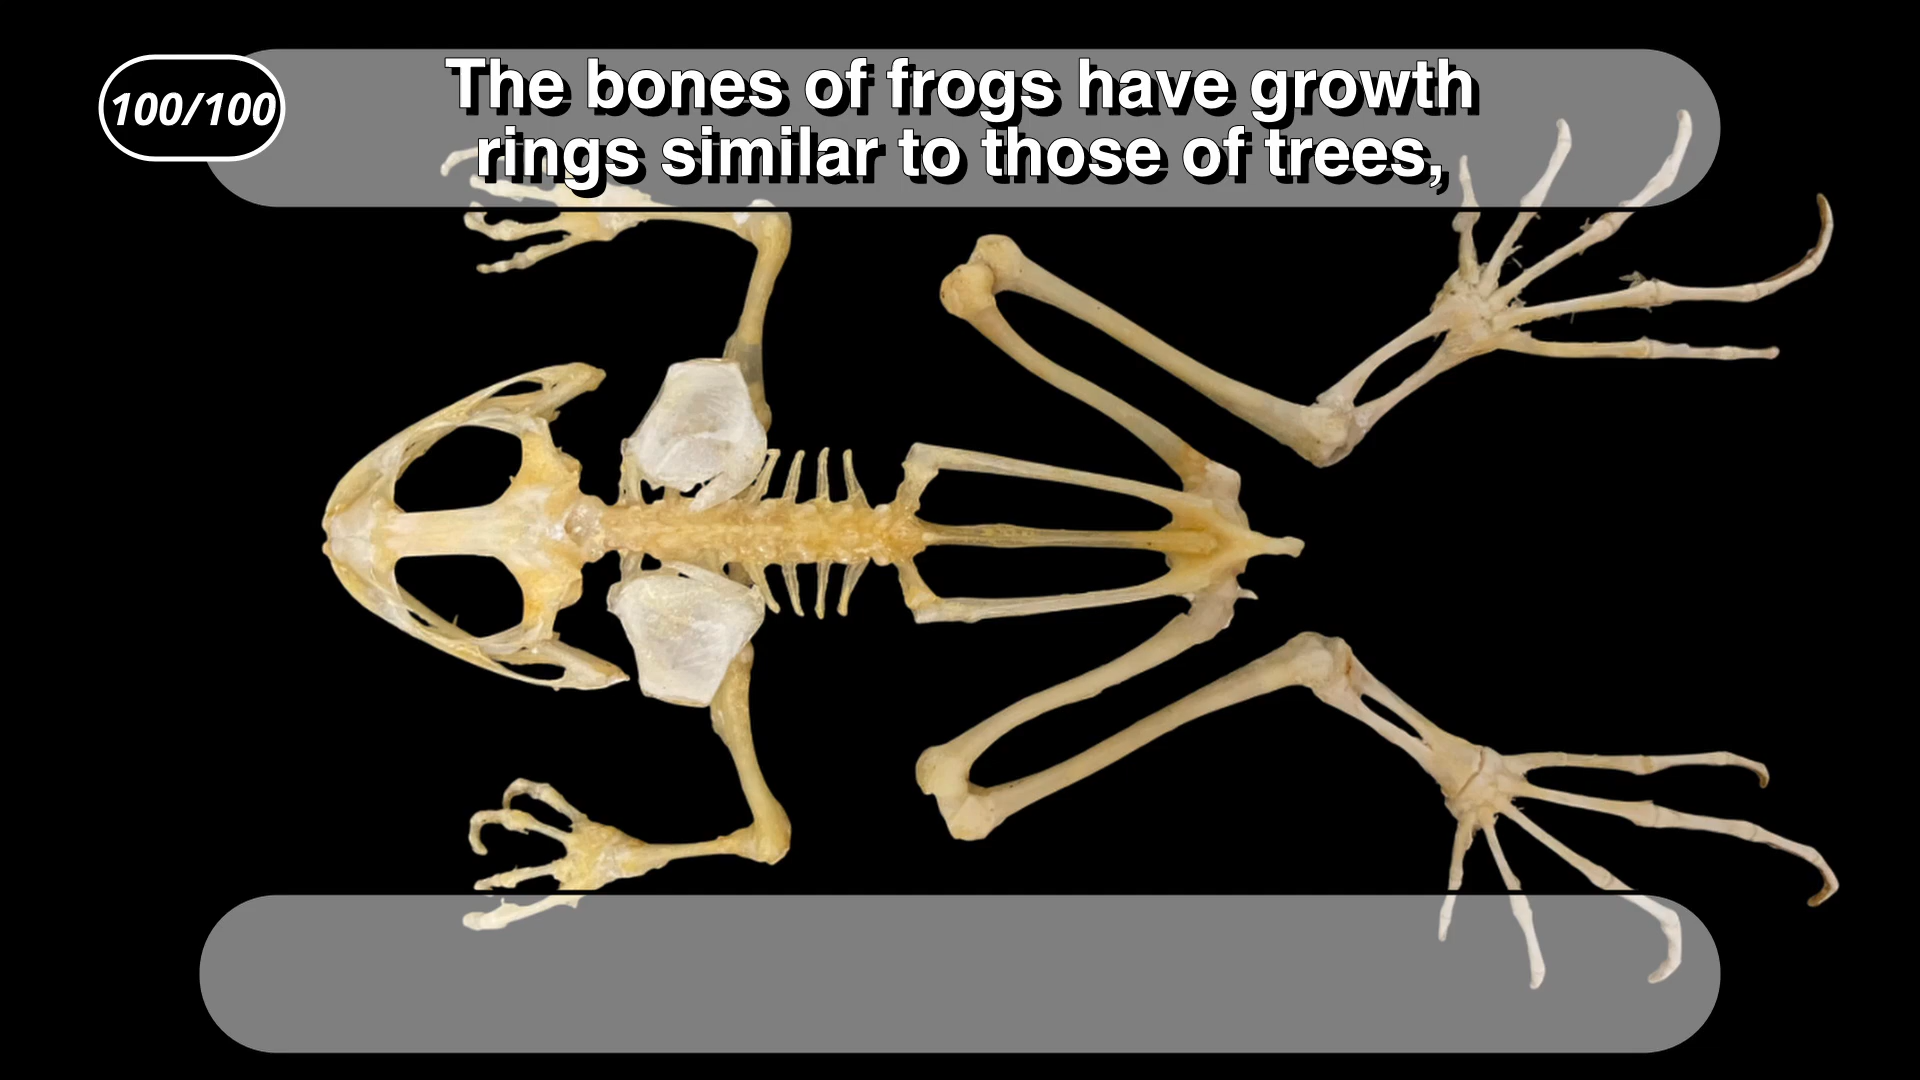 100/100
The bones of frogs have growth
rings similar to those of trees,